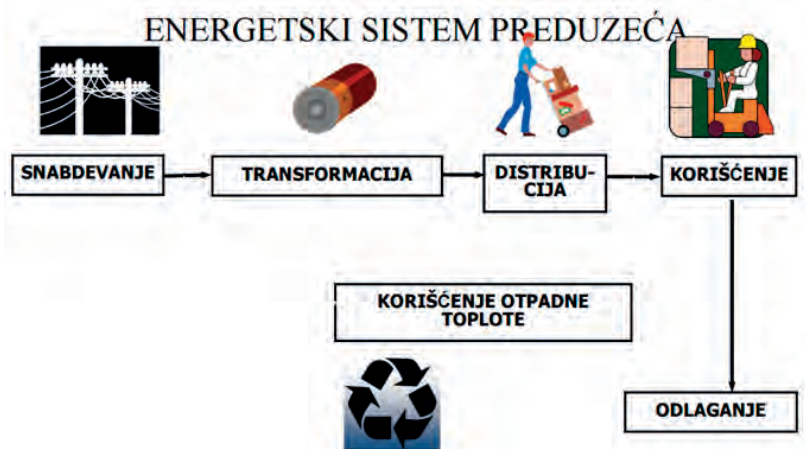 ENERGETSKI SISTEM PREDUZEĆA
SNABDEVANJE
TRANSFORMACIJA
DISTRIBU-
CIJA
KORIŠĆENJE
KORIŠĆENJE OTPADNE
TOPLOTE
ODLAGANJE